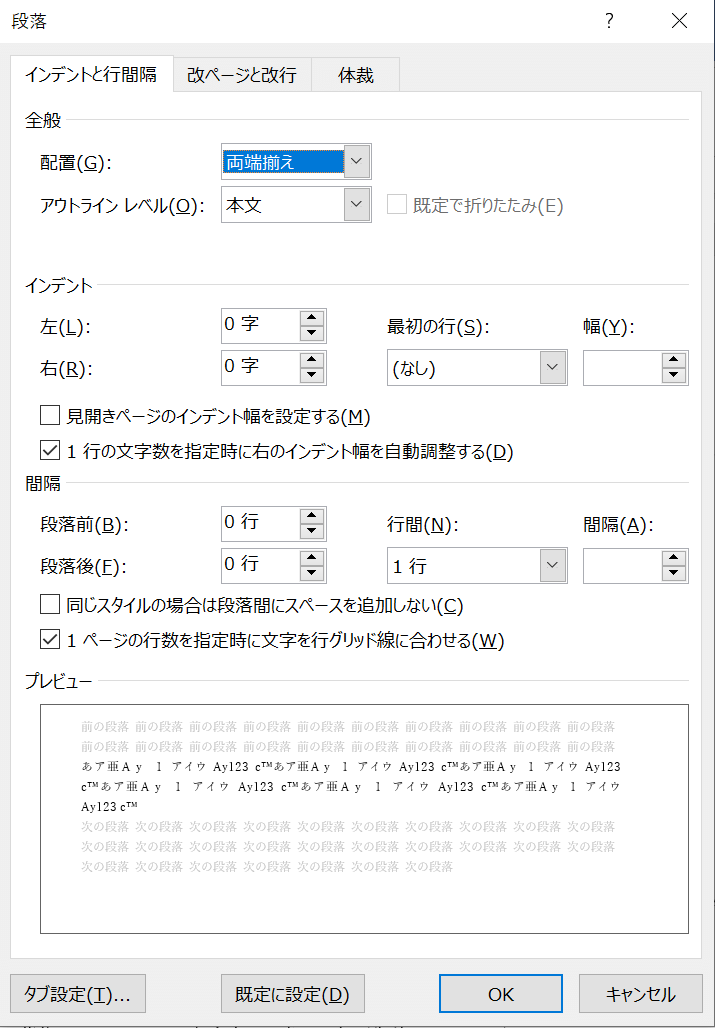 段落 ?
インデントと行間隔 改ページと改行 体裁
全般
配置(G): 両端揃え
アウトライン レベル(O): 本文 既定で折りたたみ(E)
インデント
左(L): 0 字 最初の行(S): 幅(Y):
右(R): 0 字 (なし)
見開きページのインデント幅を設定する(M)
1 行の文字数を指定時に右のインデント幅を自動調整する(D)
間隔
段落前(B): 0 行 行間(N): 間隔(A):
段落後(F): 0 行 1 行
同じスタイルの場合は段落間にスペースを追加しない(C)
1 ページの行数を指定時に文字を行グリッド線に合わせる(W)
プレビュー
前の段落 前の段落 前の段落 前の段落 前の段落 前の段落 前の段落 前の段落 前の段落 前の段落
前の段落 前の段落 前の段落 前の段落 前の段落 前の段落 前の段落 前の段落 前の段落 前の段落
あア亜Ａｙ　１　アイウ Ay123 c™あア亜Ａｙ　１　アイウ Ay123 c™あア亜Ａｙ　１　アイウ Ay123
c™あア亜Ａｙ　１　アイウ Ay123 c™あア亜Ａｙ　１　アイウ Ay123 c™あア亜Ａｙ　１　アイウ
Ay123 c™
次の段落 次の段落 次の段落 次の段落 次の段落 次の段落 次の段落 次の段落 次の段落 次の段落
次の段落 次の段落 次の段落 次の段落 次の段落 次の段落 次の段落 次の段落 次の段落 次の段落
次の段落 次の段落 次の段落 次の段落 次の段落 次の段落 次の段落
タブ設定(T)... 既定に設定(D) OK キャンセル